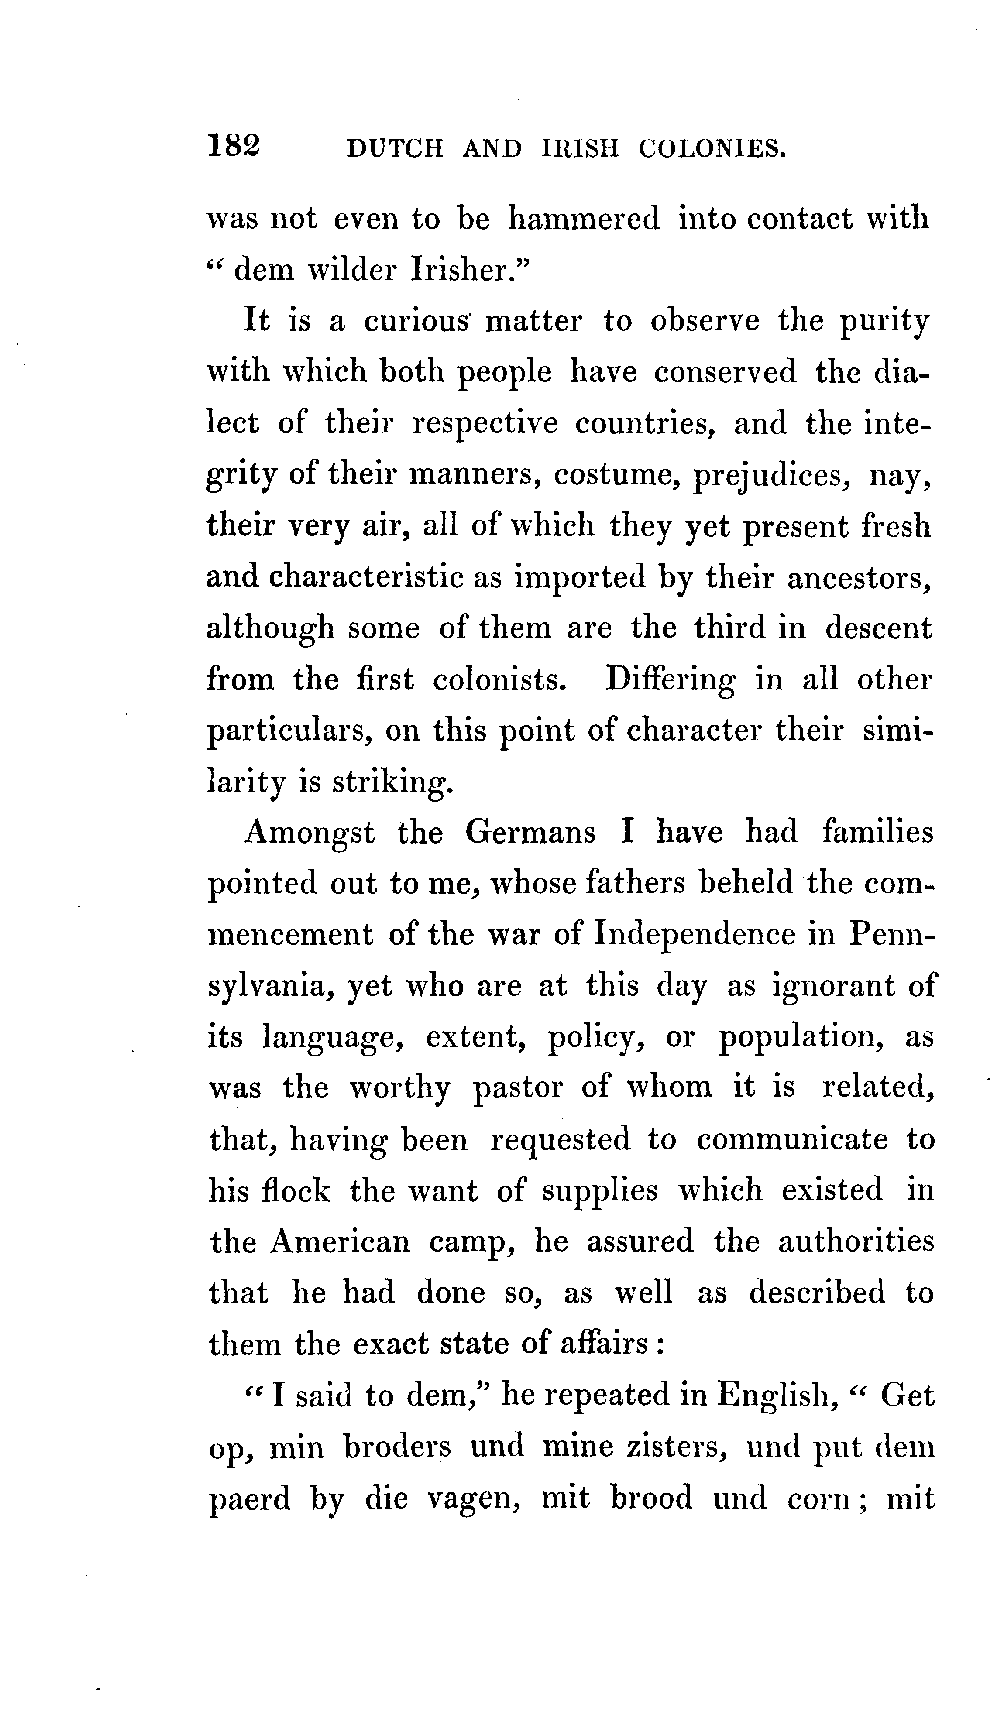 182 DUTCH AND IRISH COLONIES.
was not even to be hammered into contact with
“ dem wilder Irisher.”
It is a curious matter to observe the purity
with which both people have conserved the dia-
lect of their respective countries, and the inte-
grity of their manners, costume, prejudices, nay,
their very air, all of which they yet present fresh
and characteristic as imported by their ancestors,
although some of them are the third in descent
from the first colonists. Differing in all other
particulars, on this point of character their simi-
larity is striking.
Amongst the Germans I have had families
pointed out to me, whose fathers beheld the com-
mencement of the war of Independence in Penn-
sylvania, yet who are at this day as ignorant of
its language, extent, policy, or population, as
was the worthy pastor of whom it is related,
that, having been requested to communicate to
his flock the want of supplies which existed in
the American camp, he assured the authorities
that he had done so, as well as described to
them the exact state of affairs :
“ I said to dem,” he repeated in English, “ Get
op, min broders und mine zisters, und put dem
paerd by die vagen, mit brood und corn ; mit